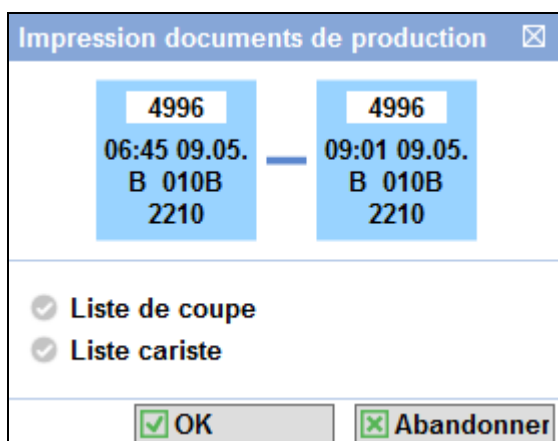 Impression documents de production
4996
06:45 09.05.
B 010B
2210
4996
09:01 09.05.
B 010B
2210
Liste de coupe
Liste cariste
OK
Abandonner